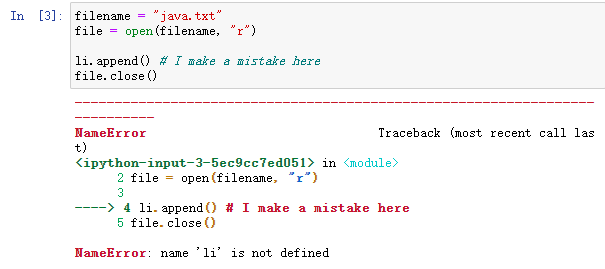 In [3]: filename = "java.txt"
file = open(filename, "r")
li.append() # I make a mistake here
file.close()
---------------------------------------------------------------------------
NameError                                 Traceback (most recent call las
t)
<ipython-input-3-5ec9cc7ed051> in <module>
      2 file = open(filename, "r")
      3
----> 4 li.append() # I make a mistake here
      5 file.close()
NameError: name 'li' is not defined